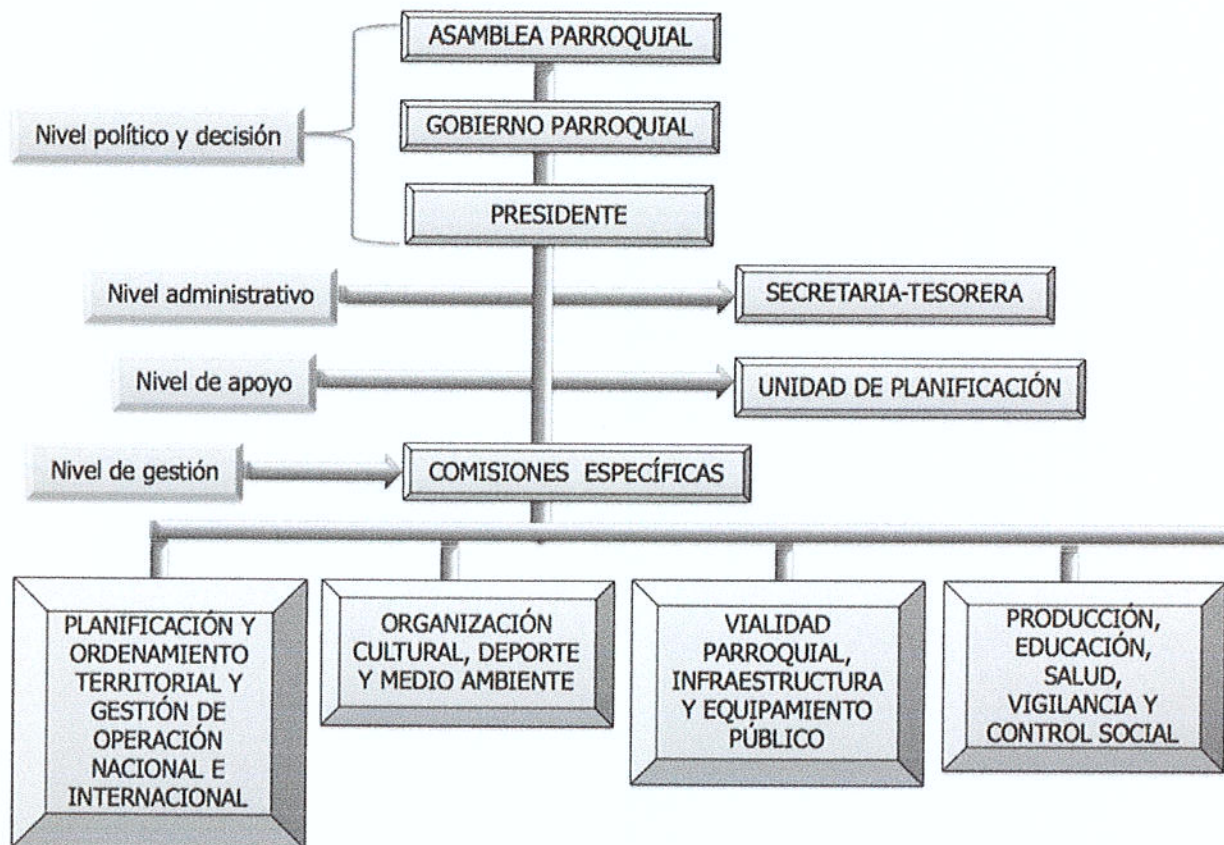 ASAMBLEA PARROQUIAL
Nivel político y decisión
GOBIERNO PARROQUIAL
PRESIDENTE
Nivel administrativo
SECRETARIA-TESORERA
Nivel de apoyo
UNIDAD DE PLANIFICACIÓN
Nivel de gestión
COMISIONES ESPECÍFICAS
PLANIFICACIÓN Y
ORDENAMIENTO
TERRITORIAL Y
GESTIÓN DE
OPERACIÓN
NACIONAL E
INTERNACIONAL
ORGANIZACIÓN
CULTURAL, DEPORTE
Y MEDIO AMBIENTE
VIALIDAD
PARROQUIAL,
INFRAESTRUCTURA
Y EQUIPAMIENTO
PÚBLICO
PRODUCCIÓN,
EDUCACIÓN,
SALUD,
VIGILANCIA Y
CONTROL SOCIAL